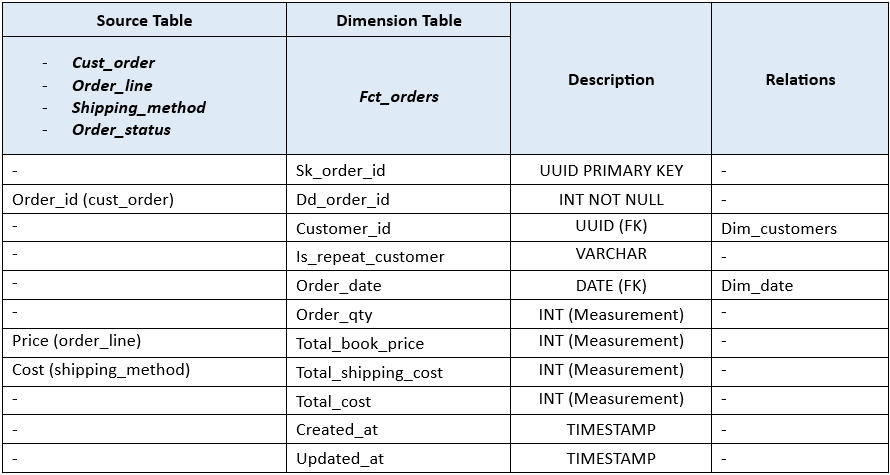 Source Table Dimension Table Description Relations
- Cust_order
- Order_line
- Shipping_method
- Order_status
Fct_orders
- Sk_order_id UUID PRIMARY KEY -
Order_id (cust_order) Dd_order_id INT NOT NULL -
- Customer_id UUID (FK) Dim_customers
- Is_repeat_customer VARCHAR -
- Order_date DATE (FK) Dim_date
- Order_qty INT (Measurement) -
Price (order_line) Total_book_price INT (Measurement) -
Cost (shipping_method) Total_shipping_cost INT (Measurement) -
- Total_cost INT (Measurement) -
- Created_at TIMESTAMP -
- Updated_at TIMESTAMP -